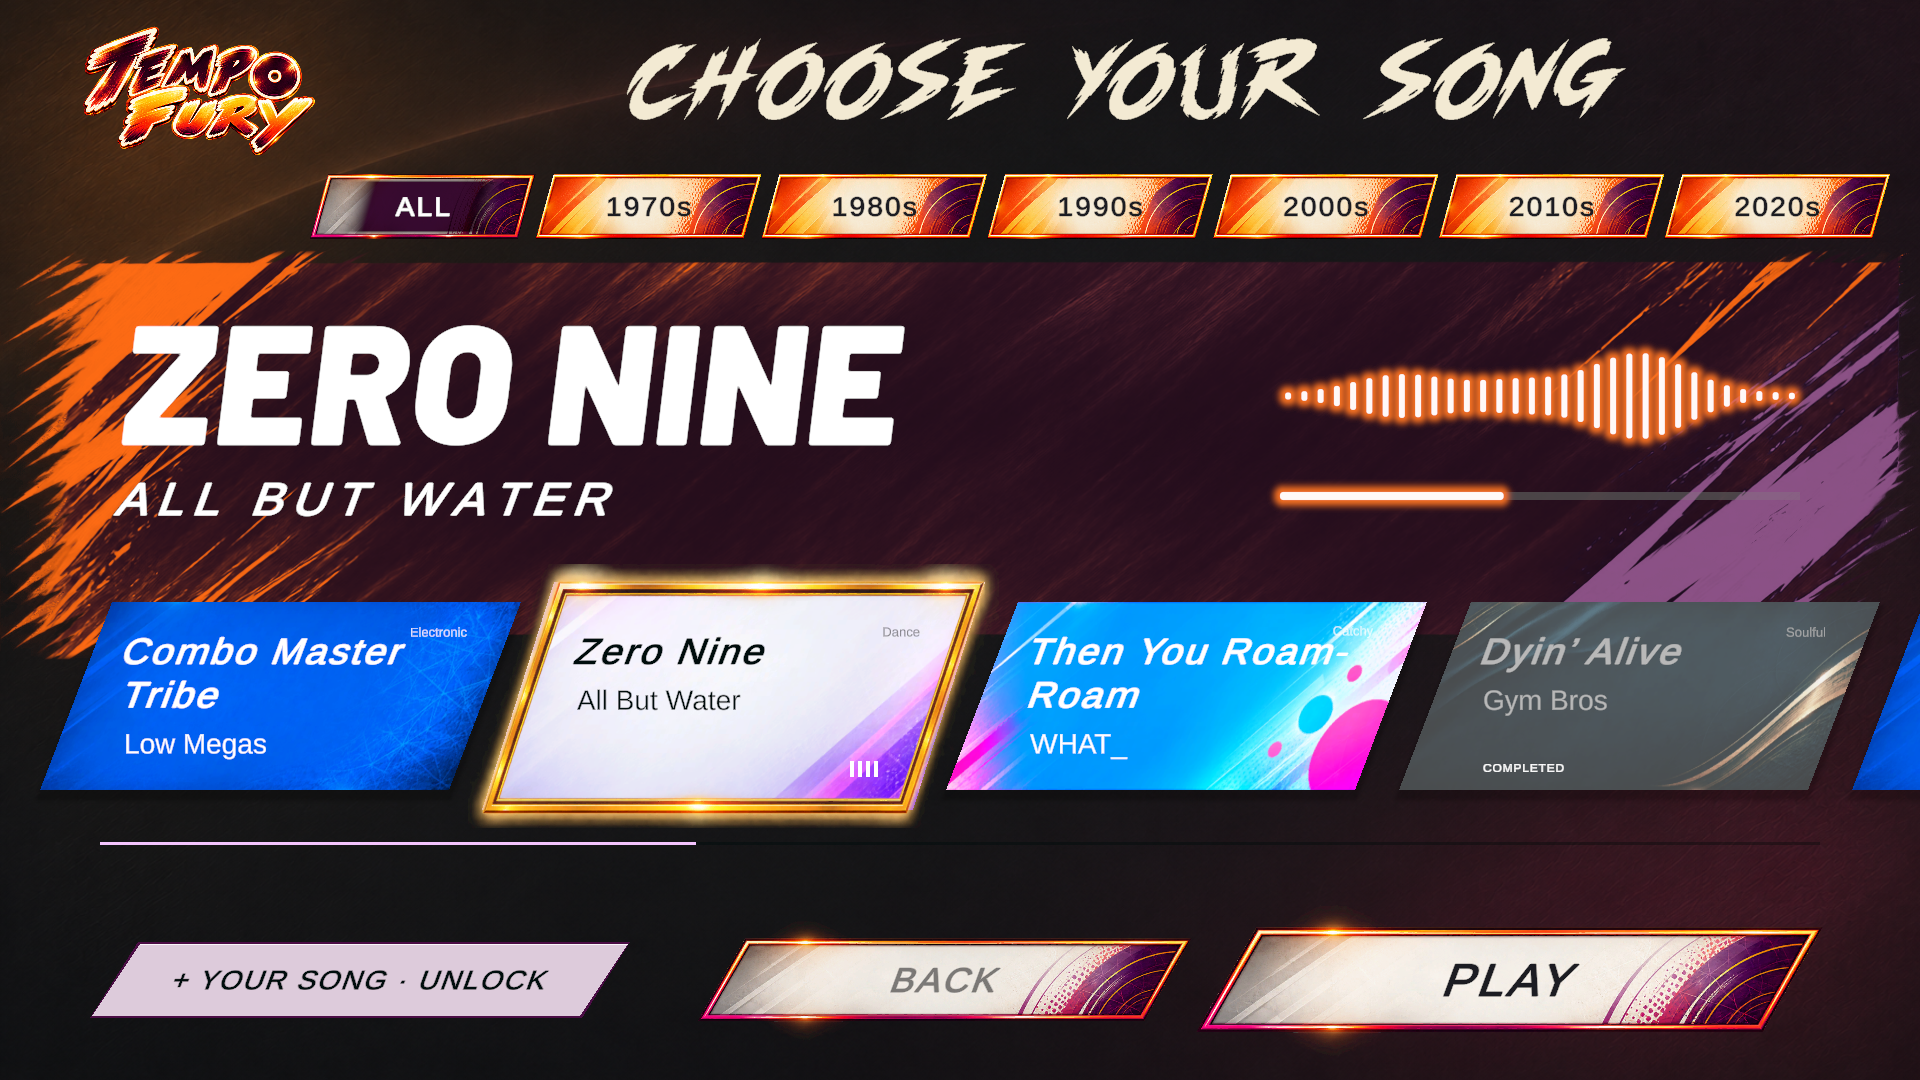 TEMPO
FURY
CHOOSE YOUR SONG
ALL
1970s
1980s
1990s
2000s
2010s
2020s
ZERO NINE
ALL BUT WATER
Electronic
Combo Master
Tribe
Low Megas
Dance
Zero Nine
All But Water
Catchy
Then You Roam-
Roam
WHAT_
Soulful
Dyin’ Alive
Gym Bros
COMPLETED
+ YOUR SONG · UNLOCK
BACK
PLAY